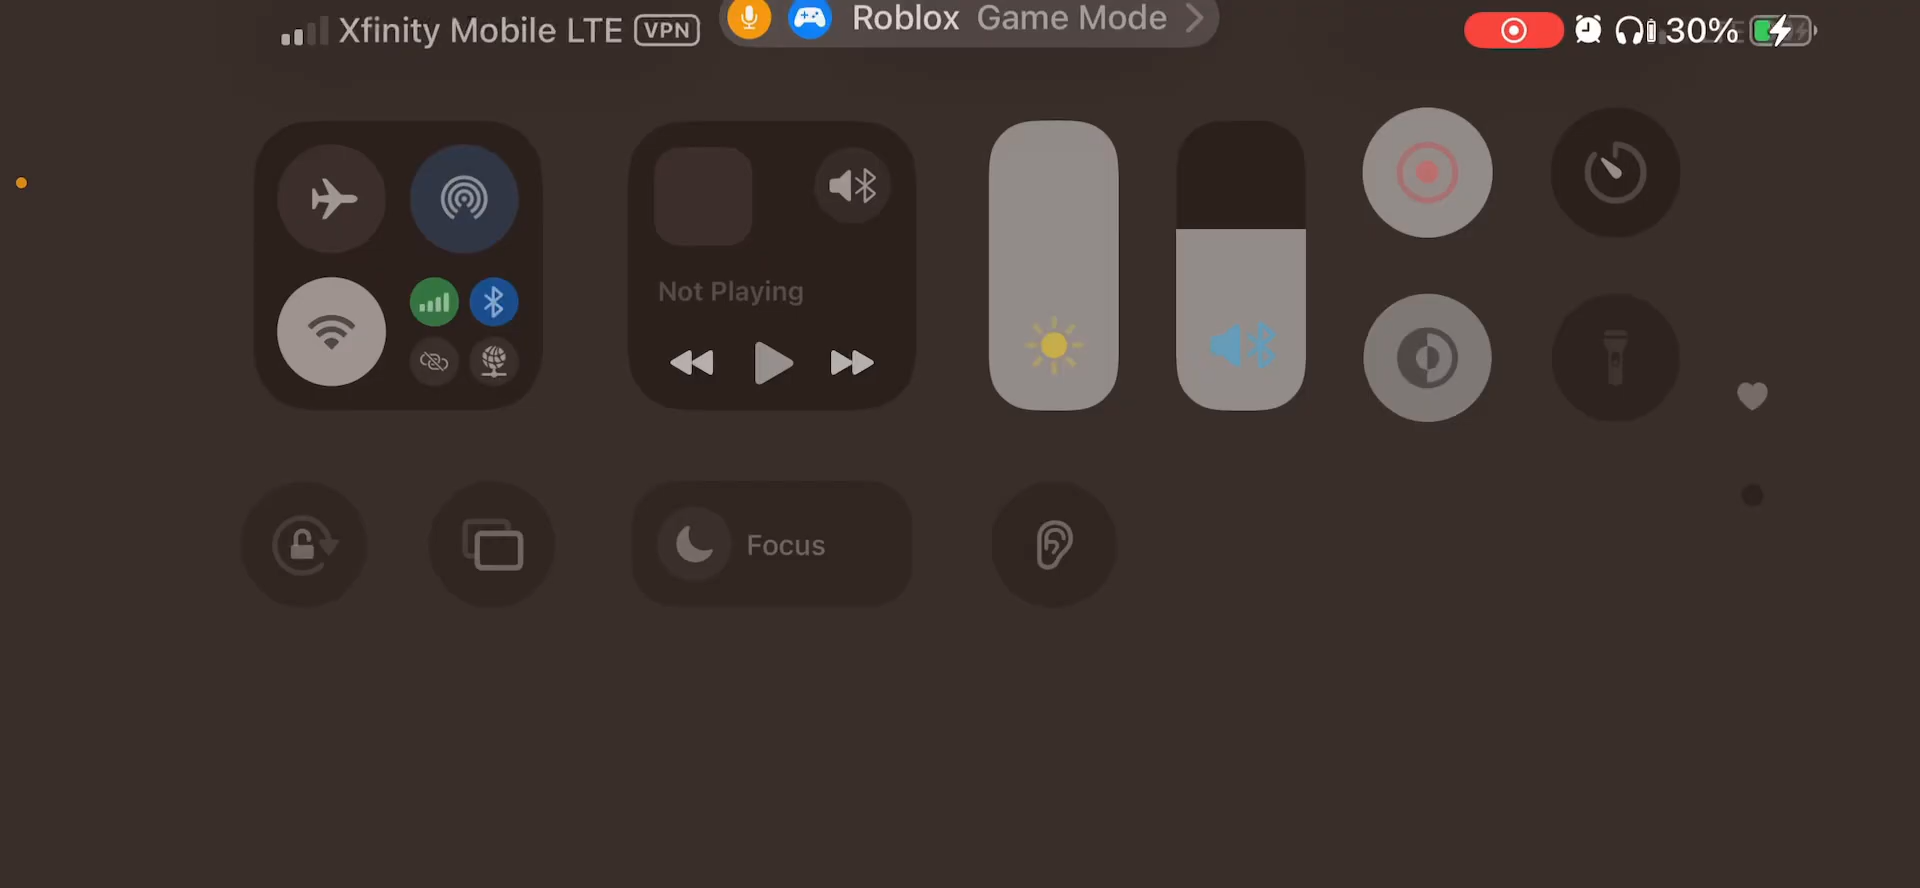 Xfinity Mobile LTE VPN
Roblox Game Mode
30%
Not Playing
Focus